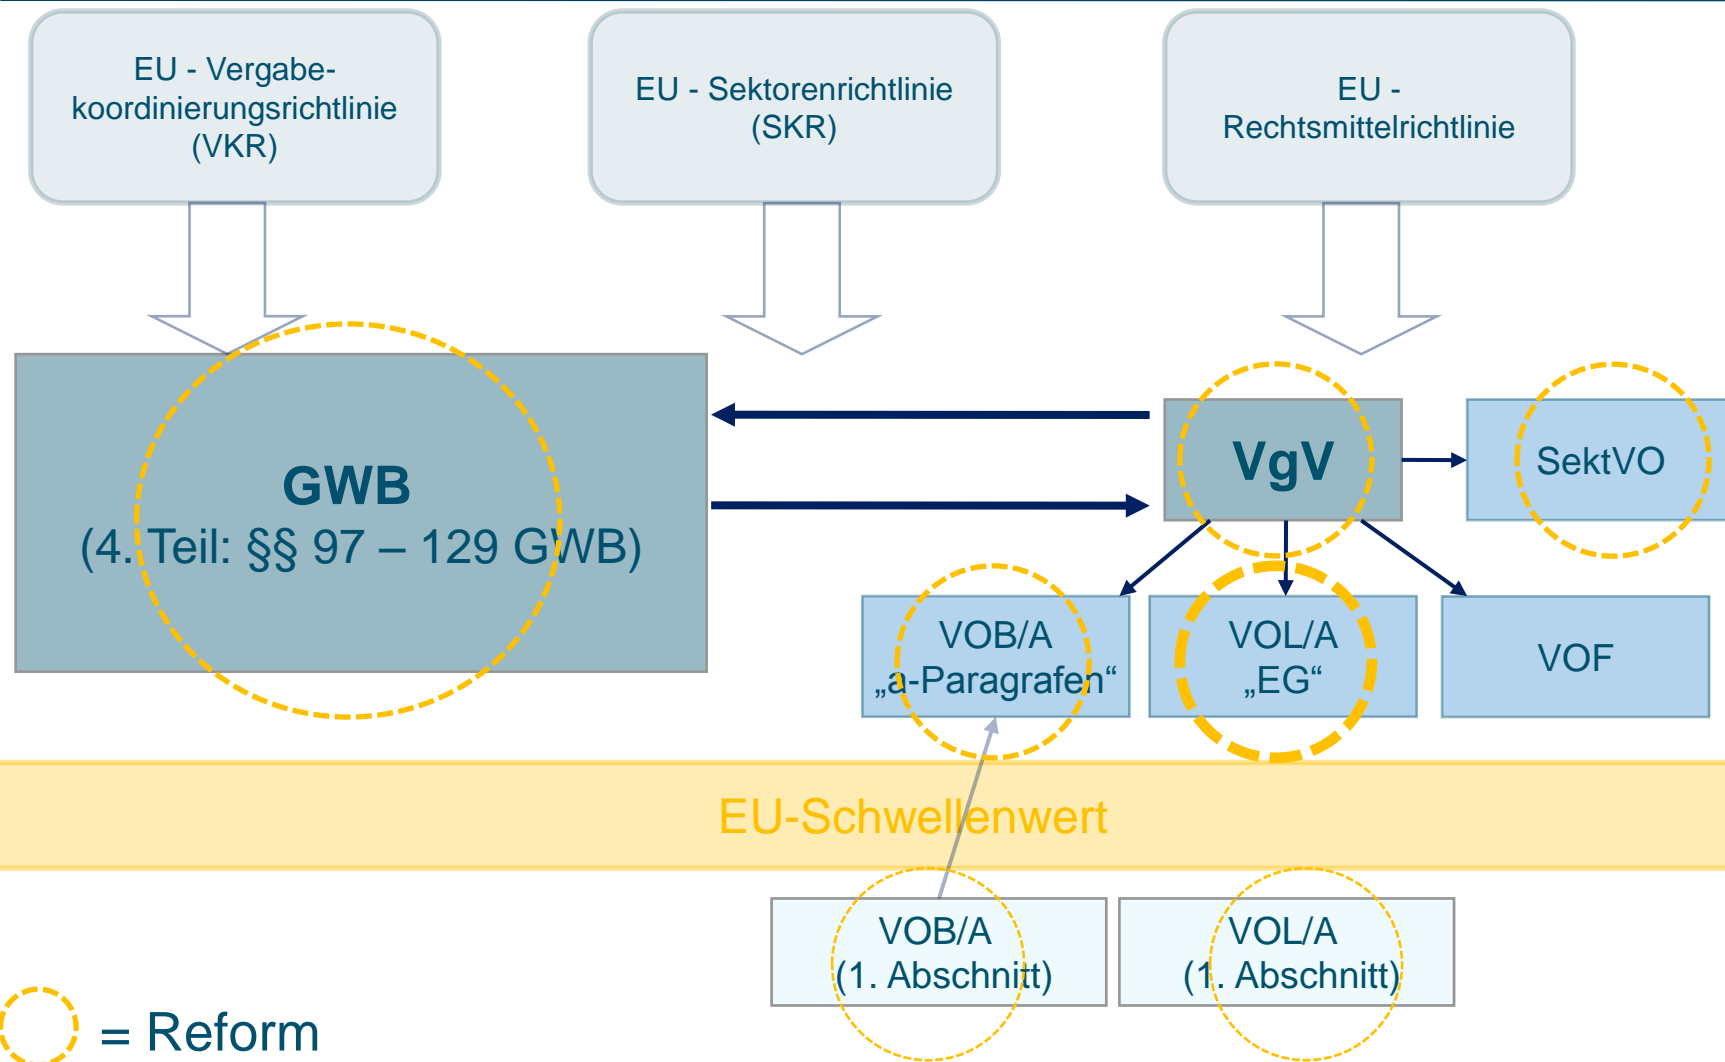 EU - Vergabe-
koordinierungsrichtlinie
(VKR)
EU - Sektorenrichtlinie
(SKR)
EU -
Rechtsmittelrichtlinie
GWB
(4. Teil: §§ 97 – 129 GWB)
VgV
SektVO
VOB/A
„a-Paragrafen“
VOL/A
„EG“
VOF
EU-Schwellenwert
VOB/A
(1. Abschnitt)
VOL/A
(1. Abschnitt)
= Reform